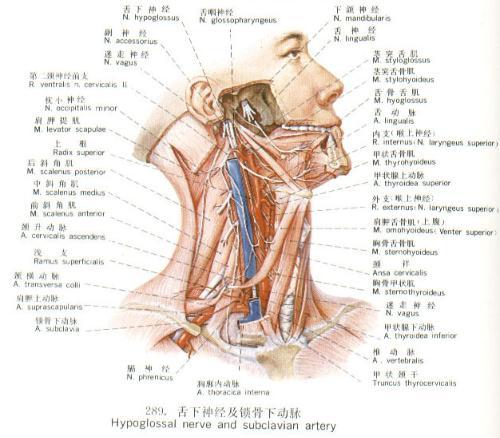 舌下神经
N. hypoglossus
舌咽神经
N. glossopharyngeus
下颌神经
N. mandibularis
副神经
N. accessorius
舌神经
N. lingualis
迷走神经
N. vagus
茎突舌肌
M. styloglossus
第二颈神经前支
R. ventralis n. cervicalis II
茎突舌骨肌
M. stylohyoideus
枕小神经
N. occipitalis minor
舌骨舌肌
M. hyoglossus
肩胛提肌
M. levator scapulae
舌动脉
A. lingualis
上根
Radix superior
内支(喉上神经)
R. internus(N. laryngeus superior)
后斜角肌
M. scalenus posterior
甲状舌骨肌
M. thyrohyoideus
中斜角肌
M. scalenus medius
甲状腺上动脉
A. thyroidea superior
前斜角肌
M. scalenus anterior
外支(喉上神经)
R. externus(N. laryngeus superior)
颈升动脉
A. cervicalis ascendens
肩胛舌骨肌(上腹)
M. omohyoideus(Venter superior)
浅支
Ramus superficialis
胸骨舌骨肌
M. sternohyoideus
颈横动脉
A. transversa colli
颈袢
Ansa cervicalis
肩胛上动脉
A. suprascapularis
胸骨甲状肌
M. sternothyroideus
锁骨下动脉
A. subclavia
迷走神经
N. vagus
甲状腺下动脉
A. thyroidea inferior
膈神经
N. phrenicus
胸廓内动脉
A. thoracica interna
椎动脉
A. vertebralis
甲状颈干
Truncus thyrocervicalis
289. 舌下神经及锁骨下动脉
Hypoglossal nerve and subclavian artery